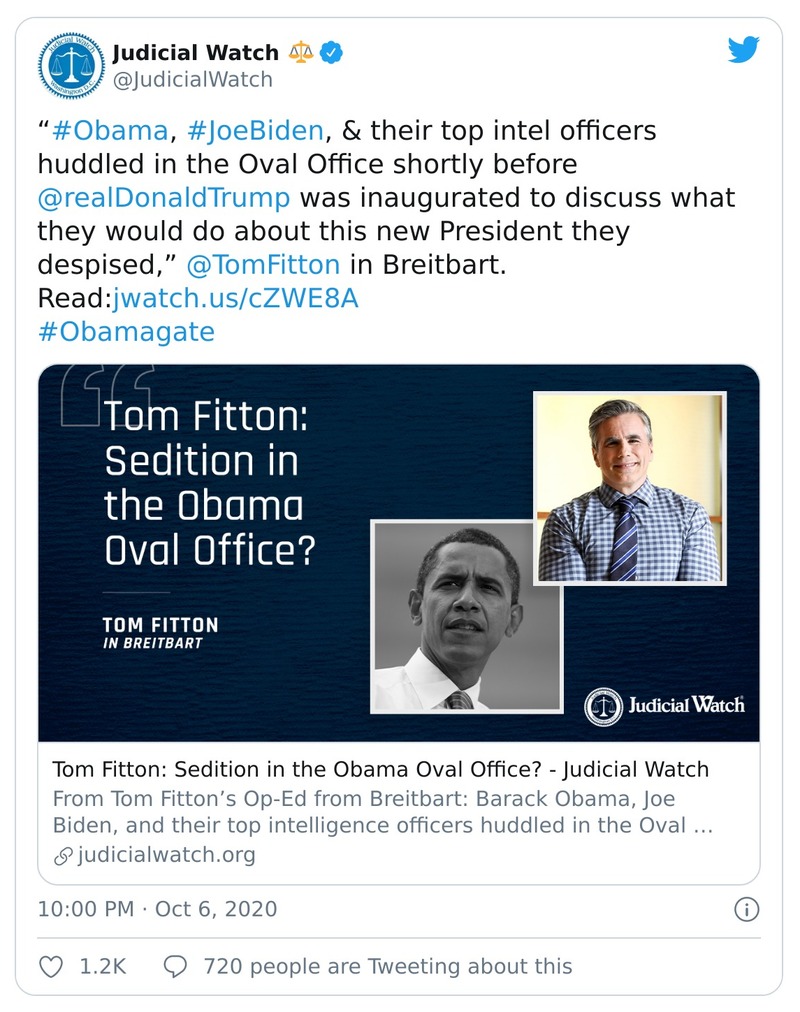 Judicial Watch ⚖️
@JudicialWatch
“#Obama, #JoeBiden, & their top intel officers
huddled in the Oval Office shortly before
@realDonaldTrump was inaugurated to discuss what
they would do about this new President they
despised,” @TomFitton in Breitbart.
Read:jwatch.us/cZWE8A
#Obamagate
Tom Fitton:
Sedition in
the Obama
Oval Office?
TOM FITTON
IN BREITBART
Judicial Watch®
Tom Fitton: Sedition in the Obama Oval Office? - Judicial Watch
From Tom Fitton’s Op-Ed from Breitbart: Barack Obama, Joe
Biden, and their top intelligence officers huddled in the Oval …
judicialwatch.org
10:00 PM · Oct 6, 2020
1.2K 720 people are Tweeting about this